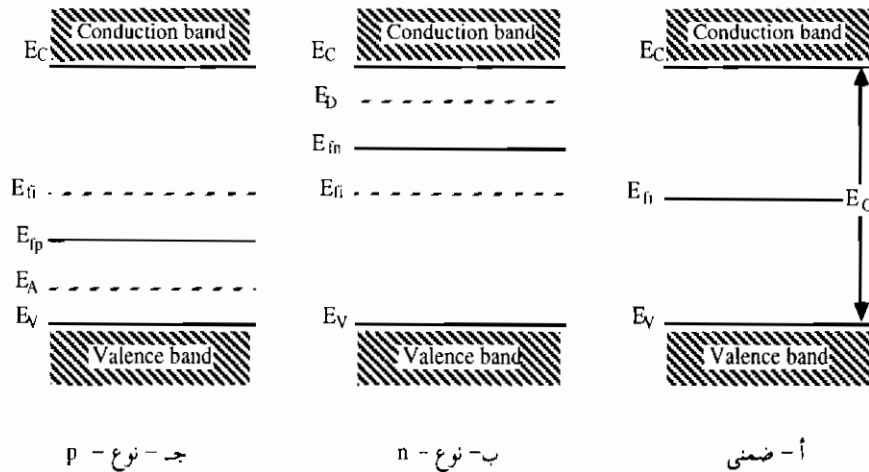 Conduction band
Conduction band
Conduction band
E_C
E_C
E_C
E_D
E_fn
E_fi
E_fi
E_fi
E_G
E_fp
E_A
E_V
E_V
E_V
Valence band
Valence band
Valence band
أ - ضمنى
ب - نوع - n
جـ - نوع - p